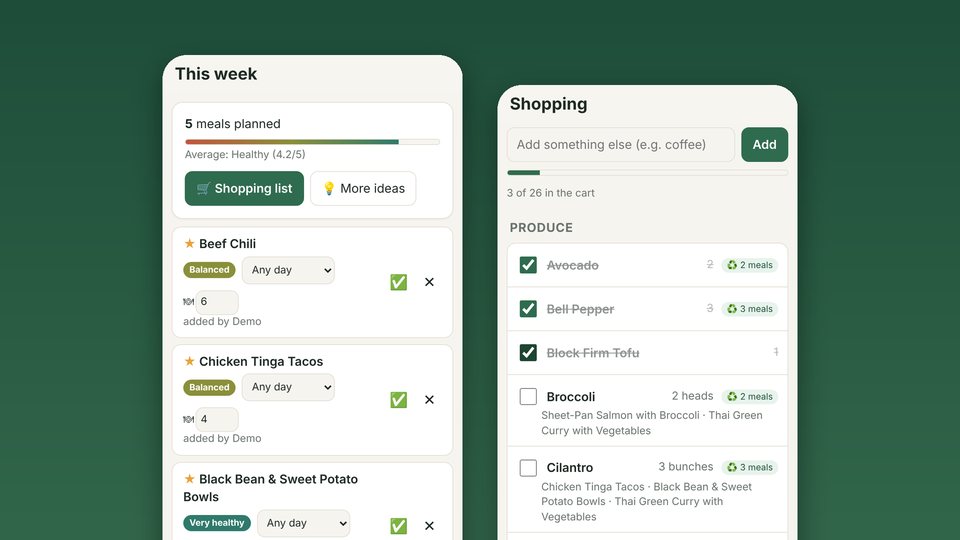 This week
5 meals planned
Average: Healthy (4.2/5)
🛒 Shopping list
💡 More ideas
★ Beef Chili
Balanced
Any day
✅ ✕
🍽 6
added by Demo
★ Chicken Tinga Tacos
Balanced
Any day
✅ ✕
🍽 4
added by Demo
★ Black Bean & Sweet Potato
Bowls
Very healthy
Any day
✅ ✕
Shopping
Add something else (e.g. coffee)
Add
3 of 26 in the cart
PRODUCE
Avocado 2 ♻️ 2 meals
Bell Pepper 3 ♻️ 3 meals
Block Firm Tofu 1
Broccoli 2 heads ♻️ 2 meals
Sheet-Pan Salmon with Broccoli · Thai Green
Curry with Vegetables
Cilantro 3 bunches ♻️ 3 meals
Chicken Tinga Tacos · Black Bean & Sweet
Potato Bowls · Thai Green Curry with
Vegetables